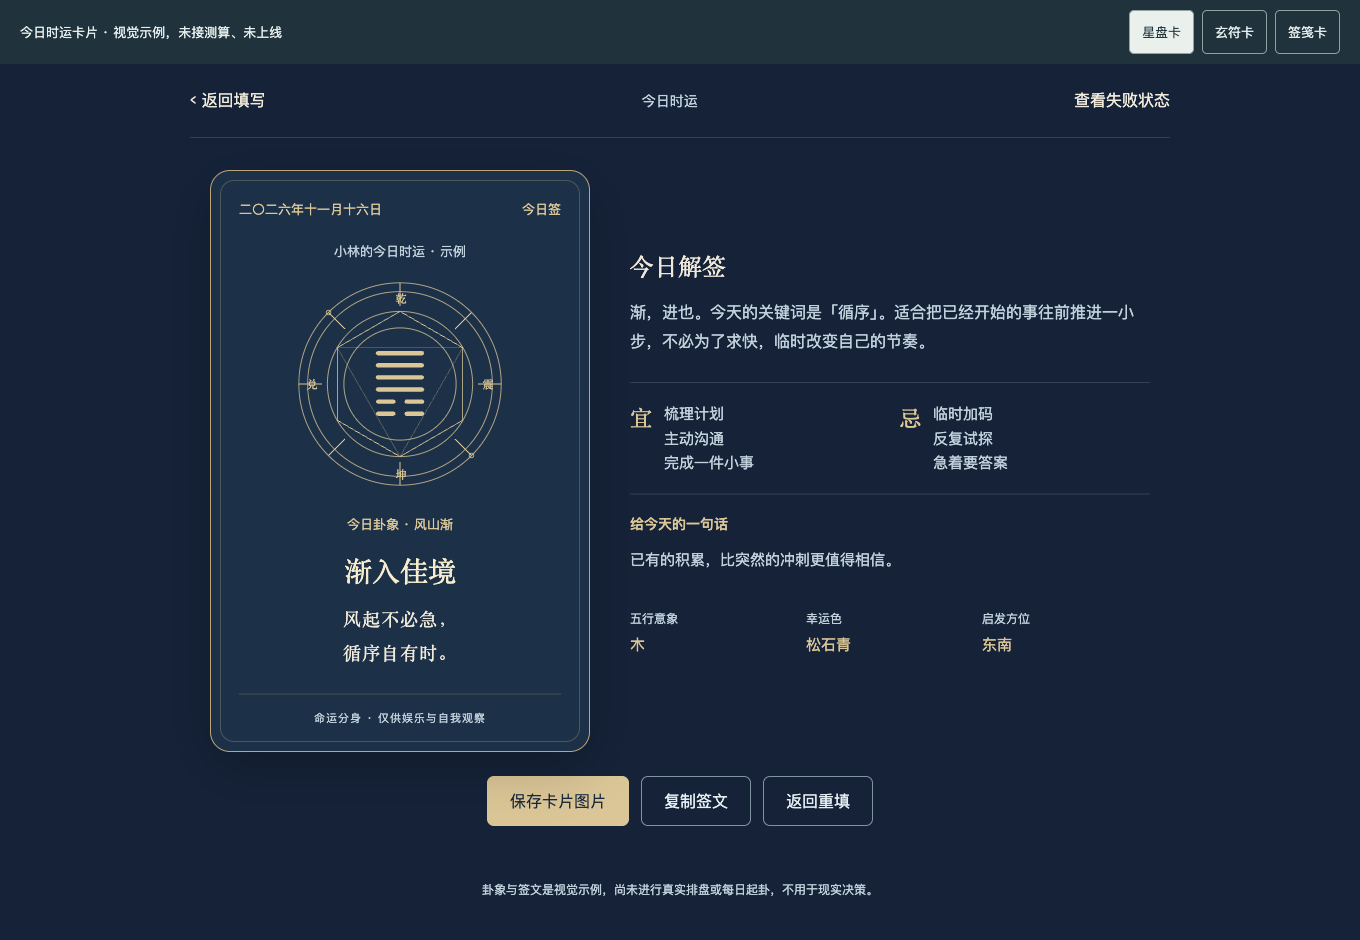 今日时运卡片 · 视觉示例，未接测算、未上线
星盘卡
玄符卡
签笺卡
‹ 返回填写
今日时运
查看失败状态
二〇二六年十一月十六日
今日签
小林的今日时运 · 示例
乾
兑
震
坤
今日卦象 · 风山渐
渐入佳境
风起不必急，
循序自有时。
命运分身 · 仅供娱乐与自我观察
今日解签
渐，进也。今天的关键词是「循序」。适合把已经开始的事往前推进一小
步，不必为了求快，临时改变自己的节奏。
宜
梳理计划
主动沟通
完成一件小事
忌
临时加码
反复试探
急着要答案
给今天的一句话
已有的积累，比突然的冲刺更值得相信。
五行意象
幸运色
启发方位
木
松石青
东南
保存卡片图片
复制签文
返回重填
卦象与签文是视觉示例，尚未进行真实排盘或每日起卦，不用于现实决策。